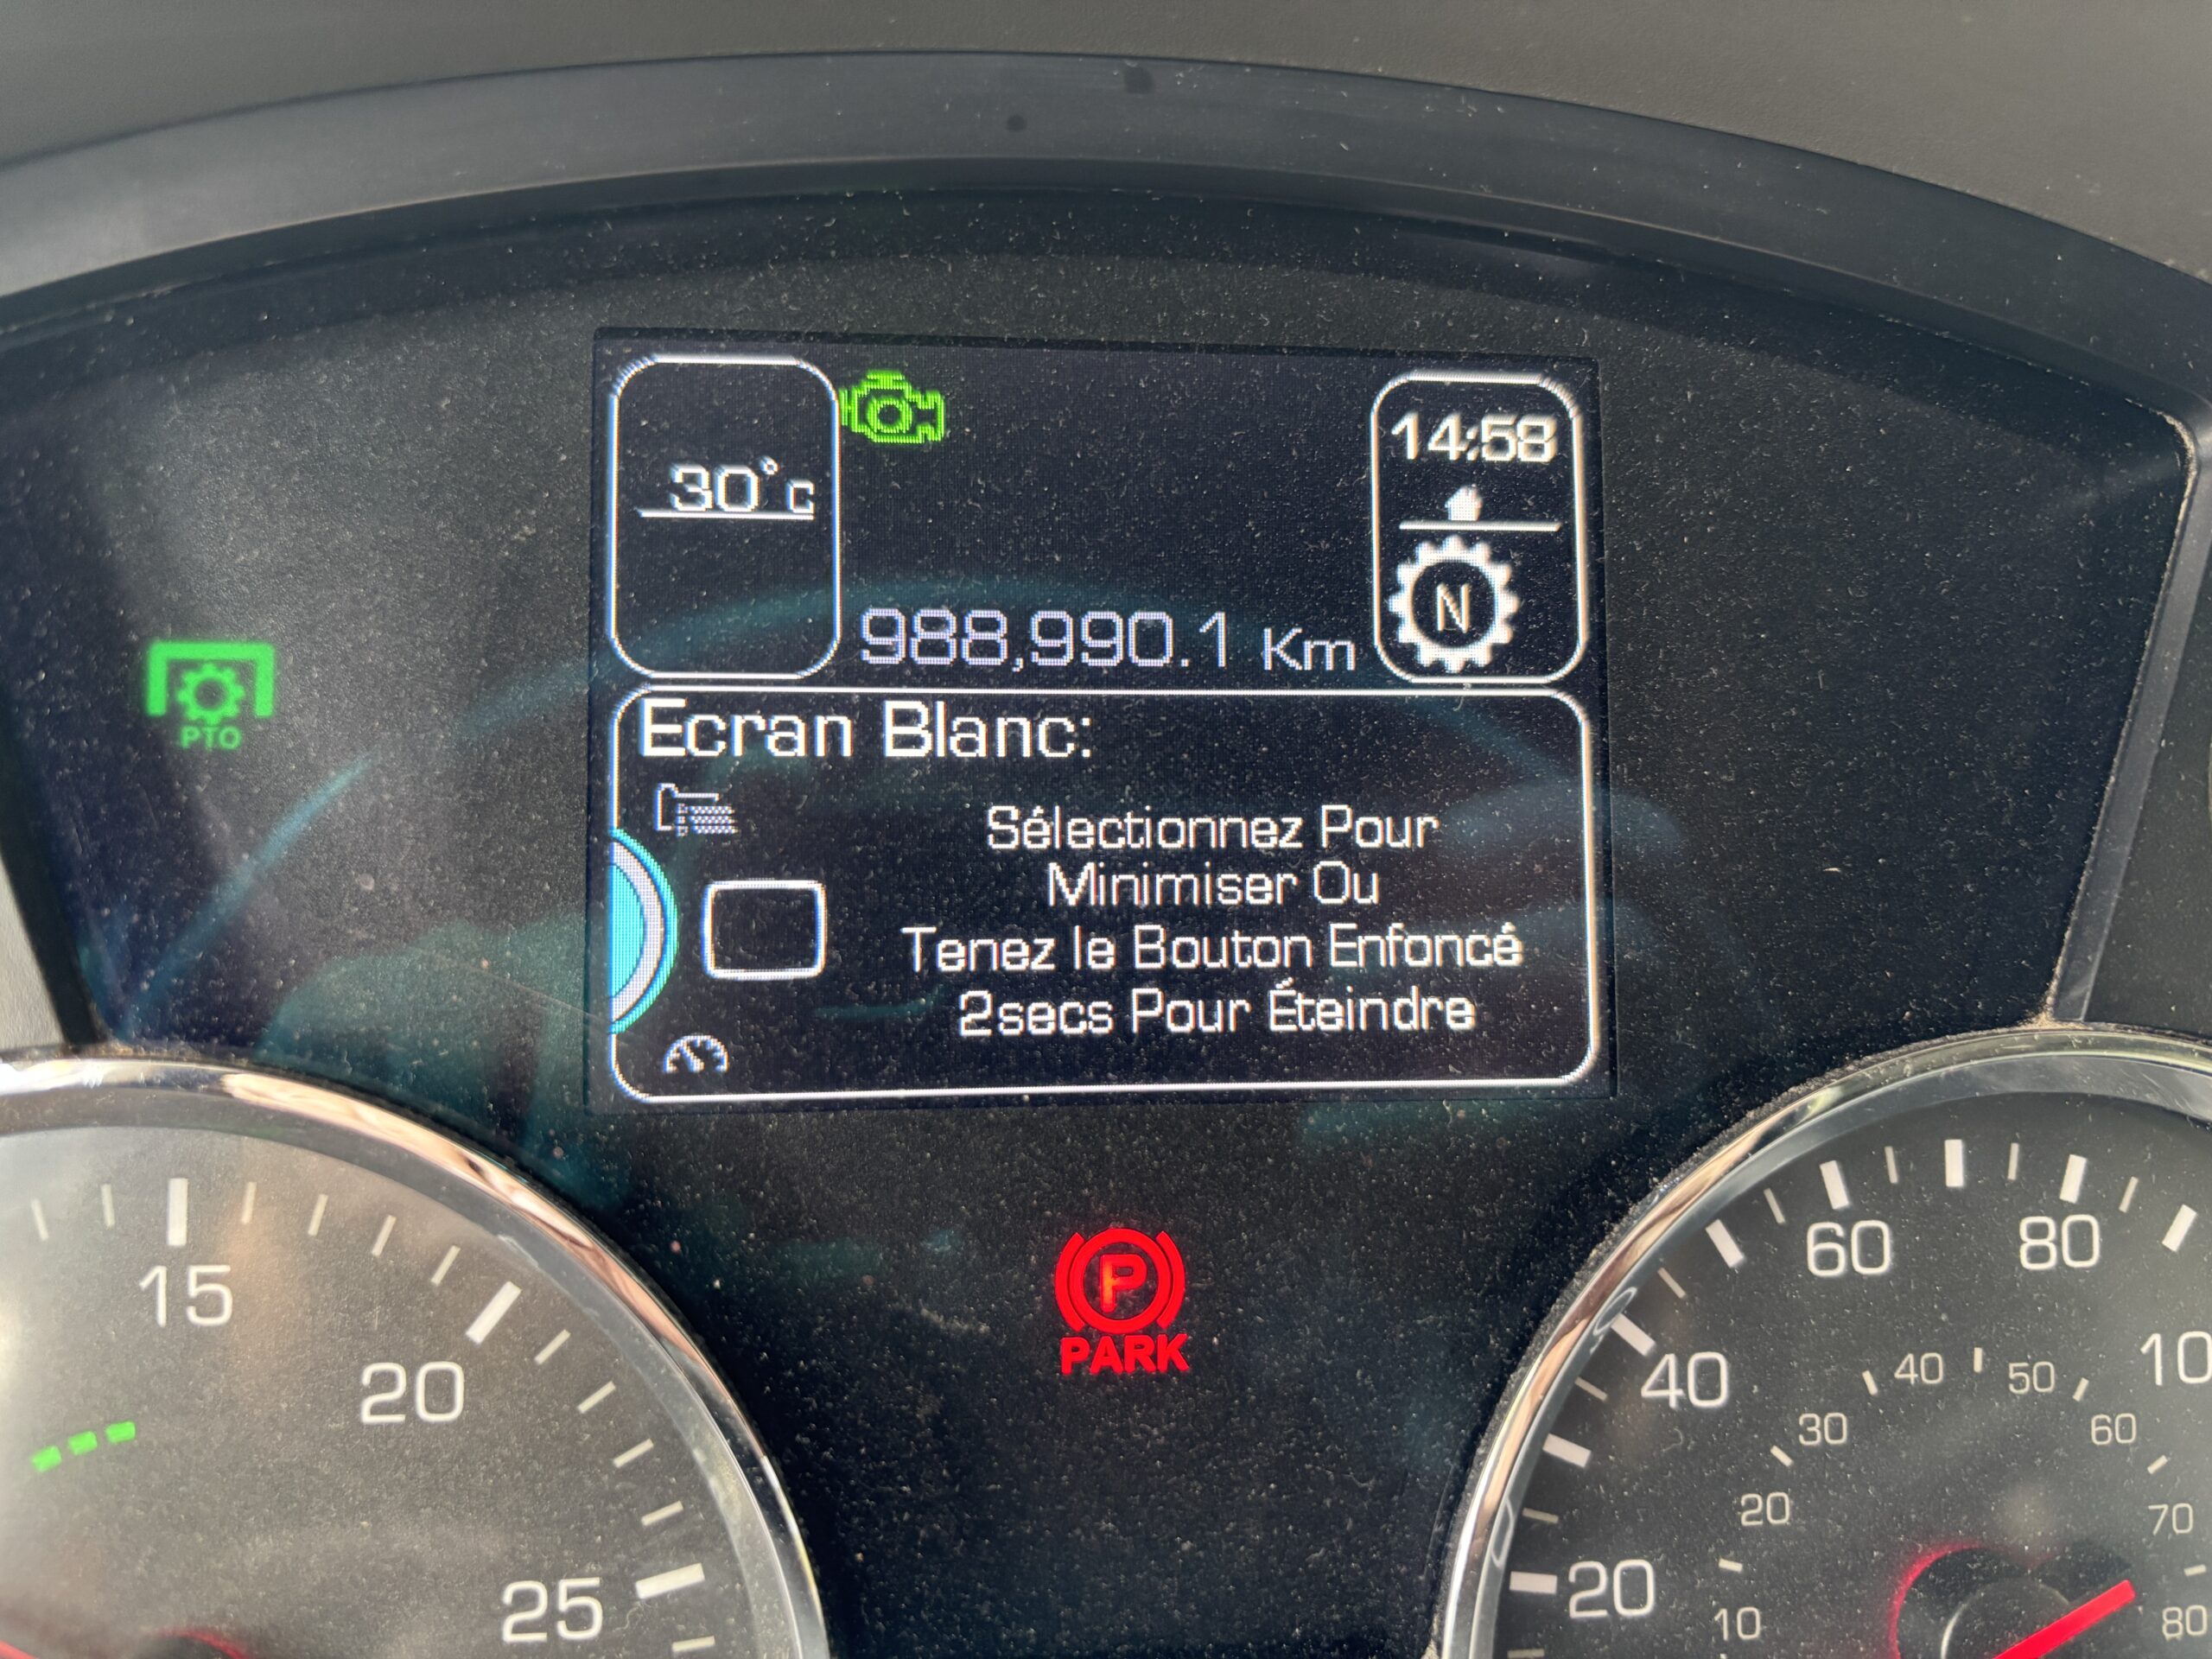 30°C
14:58
N
988,990.1 Km
PTO
Ecran Blanc:
Sélectionnez Pour
Minimiser Ou
Tenez le Bouton Enfoncé
2secs Pour Éteindre
P
PARK
15
20
25
20
40
60
80
10
20
30
40
50
60
70
80